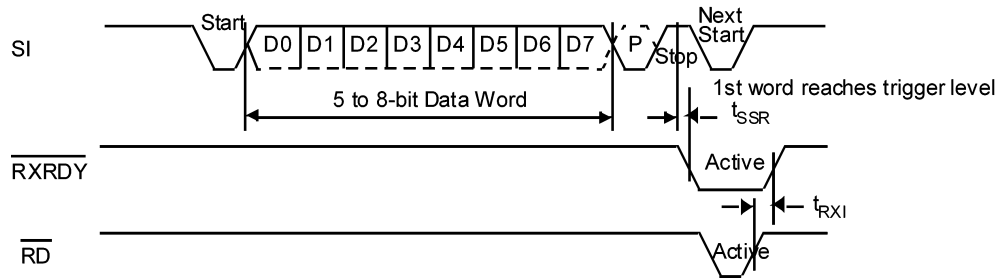 Next
Start
Start
SI
D0 D1 D2 D3 D4 D5 D6 D7 P
Stop
1st word reaches trigger level
5 to 8-bit Data Word
tSSR
RXRDY
Active
tRXI
RD
Active